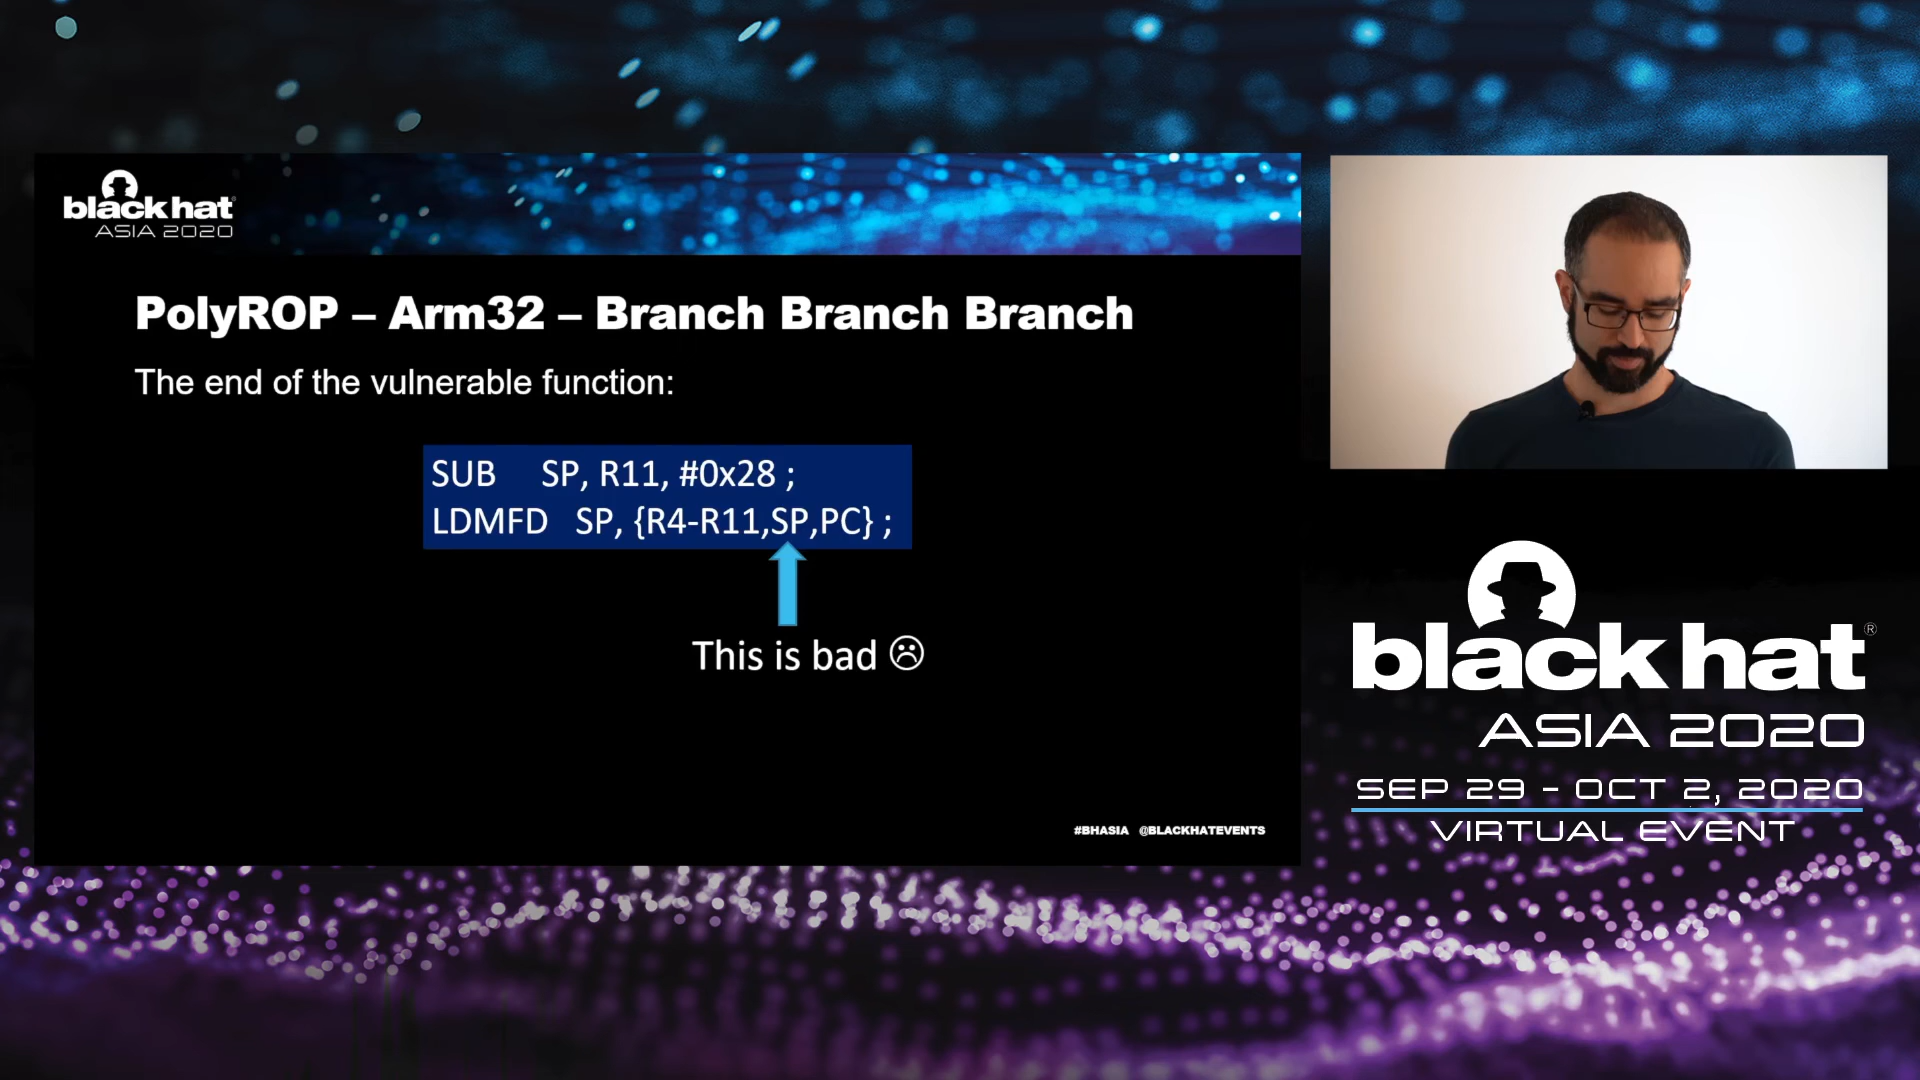 black hat
ASIA 2020
PolyROP – Arm32 – Branch Branch Branch
The end of the vulnerable function:
SUB SP, R11, #0x28 ;
LDMFD SP, {R4-R11,SP,PC} ;
This is bad ☹
#BHASIA @BLACKHATEVENTS
black hat®
ASIA 2020
SEP 29 - OCT 2, 2020
VIRTUAL EVENT